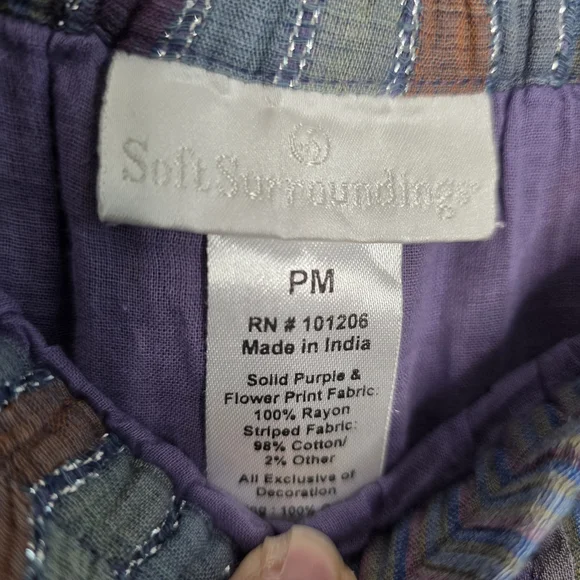 Soft Surroundings
PM
RN # 101206
Made in India
Solid Purple &
Flower Print Fabric:
100% Rayon
Striped Fabric:
98% Cotton/
2% Other
All Exclusive of
Decoration
: 100%